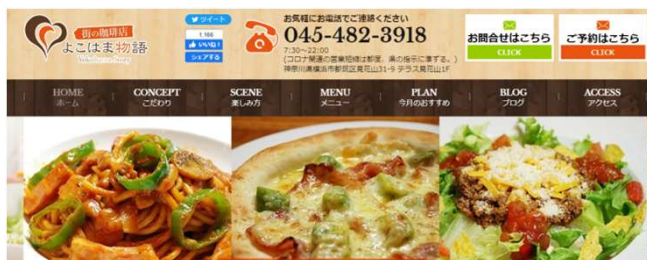 街の珈琲店
よこはま物語
Yokohama Story
ツイート
1,166
いいね！
シェアする
お気軽にお電話でご連絡ください
045-482-3918
7:30～22:00
(コロナ関連の営業短縮は都度、県の指示に準ずる。)
神奈川県横浜市都筑区見花山31-9 テラス見花山1F
お問合せはこちら
CLICK
ご予約はこちら
CLICK
HOME
ホーム
CONCEPT
こだわり
SCENE
楽しみ方
MENU
メニュー
PLAN
今月のおすすめ
BLOG
ブログ
ACCESS
アクセス